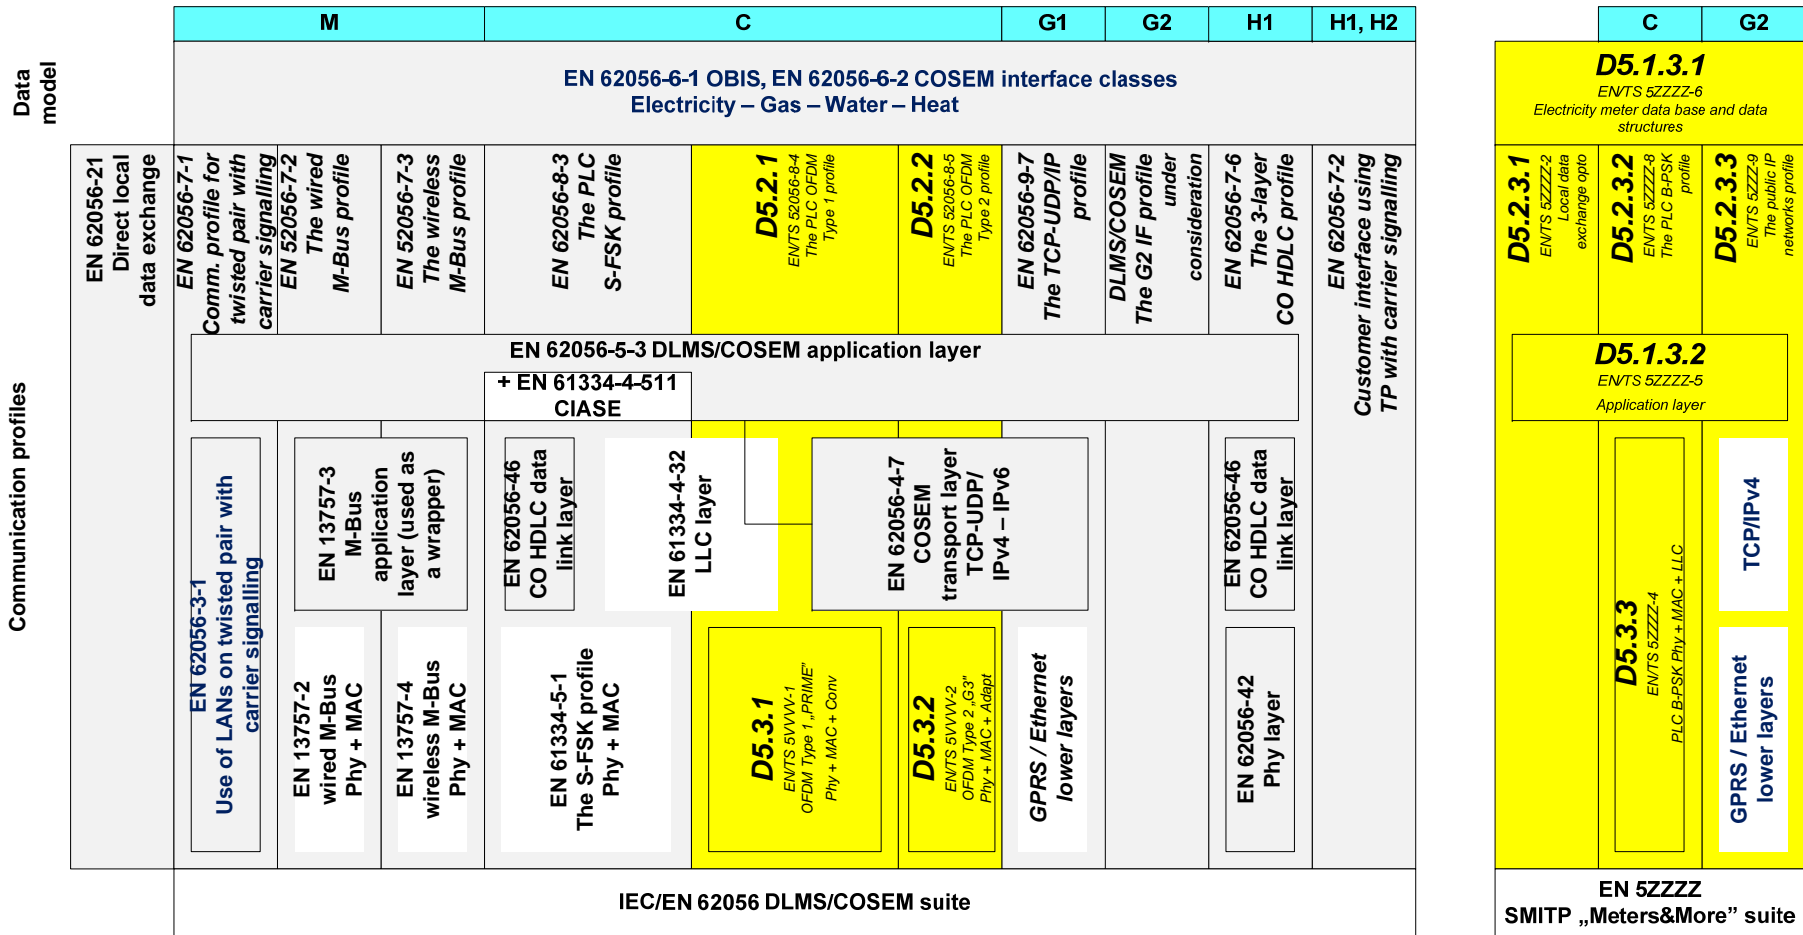 M
C
G1
G2
H1
H1, H2
C
G2
Data
model
EN 62056-6-1 OBIS, EN 62056-6-2 COSEM interface classes
Electricity – Gas – Water – Heat
D5.1.3.1
EN/TS 5ZZZZ-6
Electricity meter data base and data
structures
Communication profiles
EN 62056-21
Direct local
data exchange
EN 62056-7-1
Comm. profile for
twisted pair with
carrier signalling
EN 52056-7-2
The wired
M-Bus profile
EN 52056-7-3
The wireless
M-Bus profile
EN 62056-8-3
The PLC
S-FSK profile
D5.2.1
EN/TS 52056-8-4
The PLC OFDM
Type 1 profile
D5.2.2
EN/TS 52056-8-5
The PLC OFDM
Type 2 profile
EN 62056-9-7
The TCP-UDP/IP
profile
DLMS/COSEM
The G2 IF profile
under
consideration
EN 62056-7-6
The 3-layer
CO HDLC profile
EN 62056-7-2
Customer interface using
TP with carrier signalling
D5.2.3.1
EN/TS 5ZZZZ-2
Local data
exchange opto
D5.2.3.2
EN/TS 5ZZZZ-8
The PLC B-PSK
profile
D5.2.3.3
EN/TS 5ZZZ-9
The public IP
networks profile
EN 62056-5-3 DLMS/COSEM application layer
+ EN 61334-4-511
CIASE
D5.1.3.2
EN/TS 5ZZZZ-5
Application layer
EN 62056-3-1
Use of LANs on twisted pair with
carrier signalling
EN 13757-3
M-Bus
application
layer (used as
a wrapper)
EN 62056-46
CO HDLC data
link layer
EN 61334-4-32
LLC layer
EN 62056-4-7
COSEM
transport layer
TCP-UDP/
IPv4 – IPv6
EN 62056-46
CO HDLC data
link layer
D5.3.3
EN/TS 5ZZZZ-4
PLC B-PSK Phy + MAC + LLC
TCP/IPv4
EN 13757-2
wired M-Bus
Phy + MAC
EN 13757-4
wireless M-Bus
Phy + MAC
EN 61334-5-1
The S-FSK profile
Phy + MAC
D5.3.1
EN/TS 5VVVV-1
OFDM Type 1 „PRIME”
Phy + MAC + Conv
D5.3.2
EN/TS 5VVVV-2
OFDM Type 2 „G3”
Phy + MAC + Adapt
GPRS / Ethernet
lower layers
EN 62056-42
Phy layer
GPRS / Ethernet
lower layers
IEC/EN 62056 DLMS/COSEM suite
EN 5ZZZZ
SMITP „Meters&More” suite